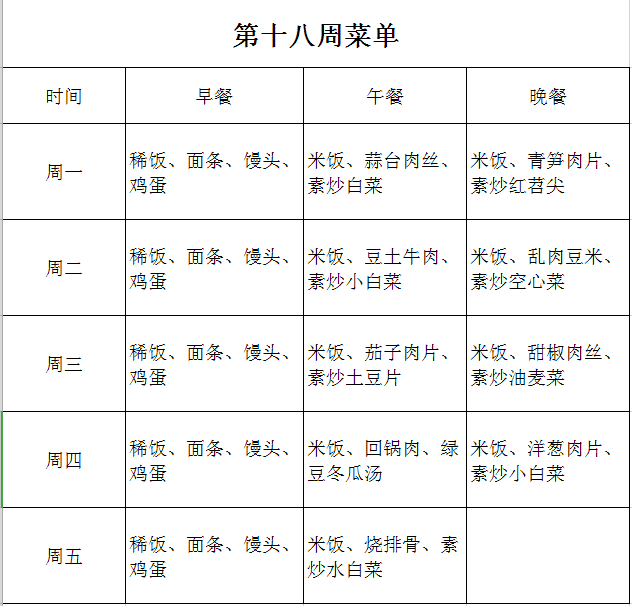 第十八周菜单
时间
早餐
午餐
晚餐
周一
稀饭、面条、馒头、
鸡蛋
米饭、蒜台肉丝、
素炒白菜
米饭、青笋肉片、
素炒红苕尖
周二
稀饭、面条、馒头、
鸡蛋
米饭、豆土牛肉、
素炒小白菜
米饭、乱肉豆米、
素炒空心菜
周三
稀饭、面条、馒头、
鸡蛋
米饭、茄子肉片、
素炒土豆片
米饭、甜椒肉丝、
素炒油麦菜
周四
稀饭、面条、馒头、
鸡蛋
米饭、回锅肉、绿
豆冬瓜汤
米饭、洋葱肉片、
素炒小白菜
周五
稀饭、面条、馒头、
鸡蛋
米饭、烧排骨、素
炒水白菜